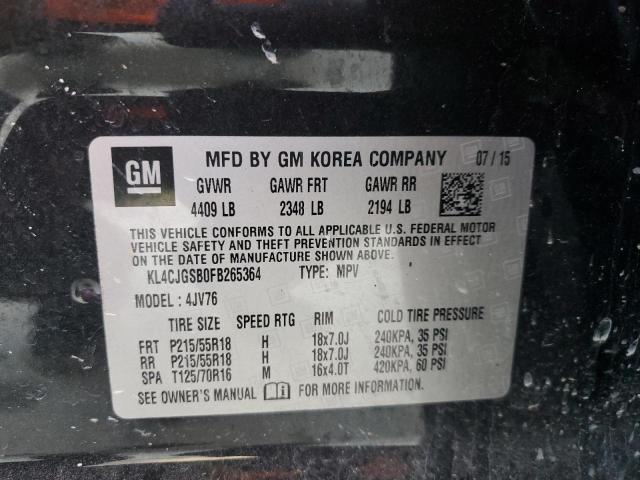 GM MFD BY GM KOREA COMPANY 07/15
GVWR GAWR FRT GAWR RR
4409 LB 2348 LB 2194 LB
THIS VEHICLE CONFORMS TO ALL APPLICABLE U.S. FEDERAL MOTOR
VEHICLE SAFETY AND THEFT PREVENTION STANDARDS IN EFFECT
ON THE DATE OF MANUFACTURE SHOWN ABOVE.
KL4CJGSB0FB265364 TYPE: MPV
MODEL: 4JV76
TIRE SIZE SPEED RTG RIM COLD TIRE PRESSURE
FRT P215/55R18 H 18x7.0J 240KPA, 35 PSI
RR P215/55R18 H 18x7.0J 240KPA, 35 PSI
SPA T125/70R16 M 16x4.0T 420KPA, 60 PSI
SEE OWNER'S MANUAL FOR MORE INFORMATION.